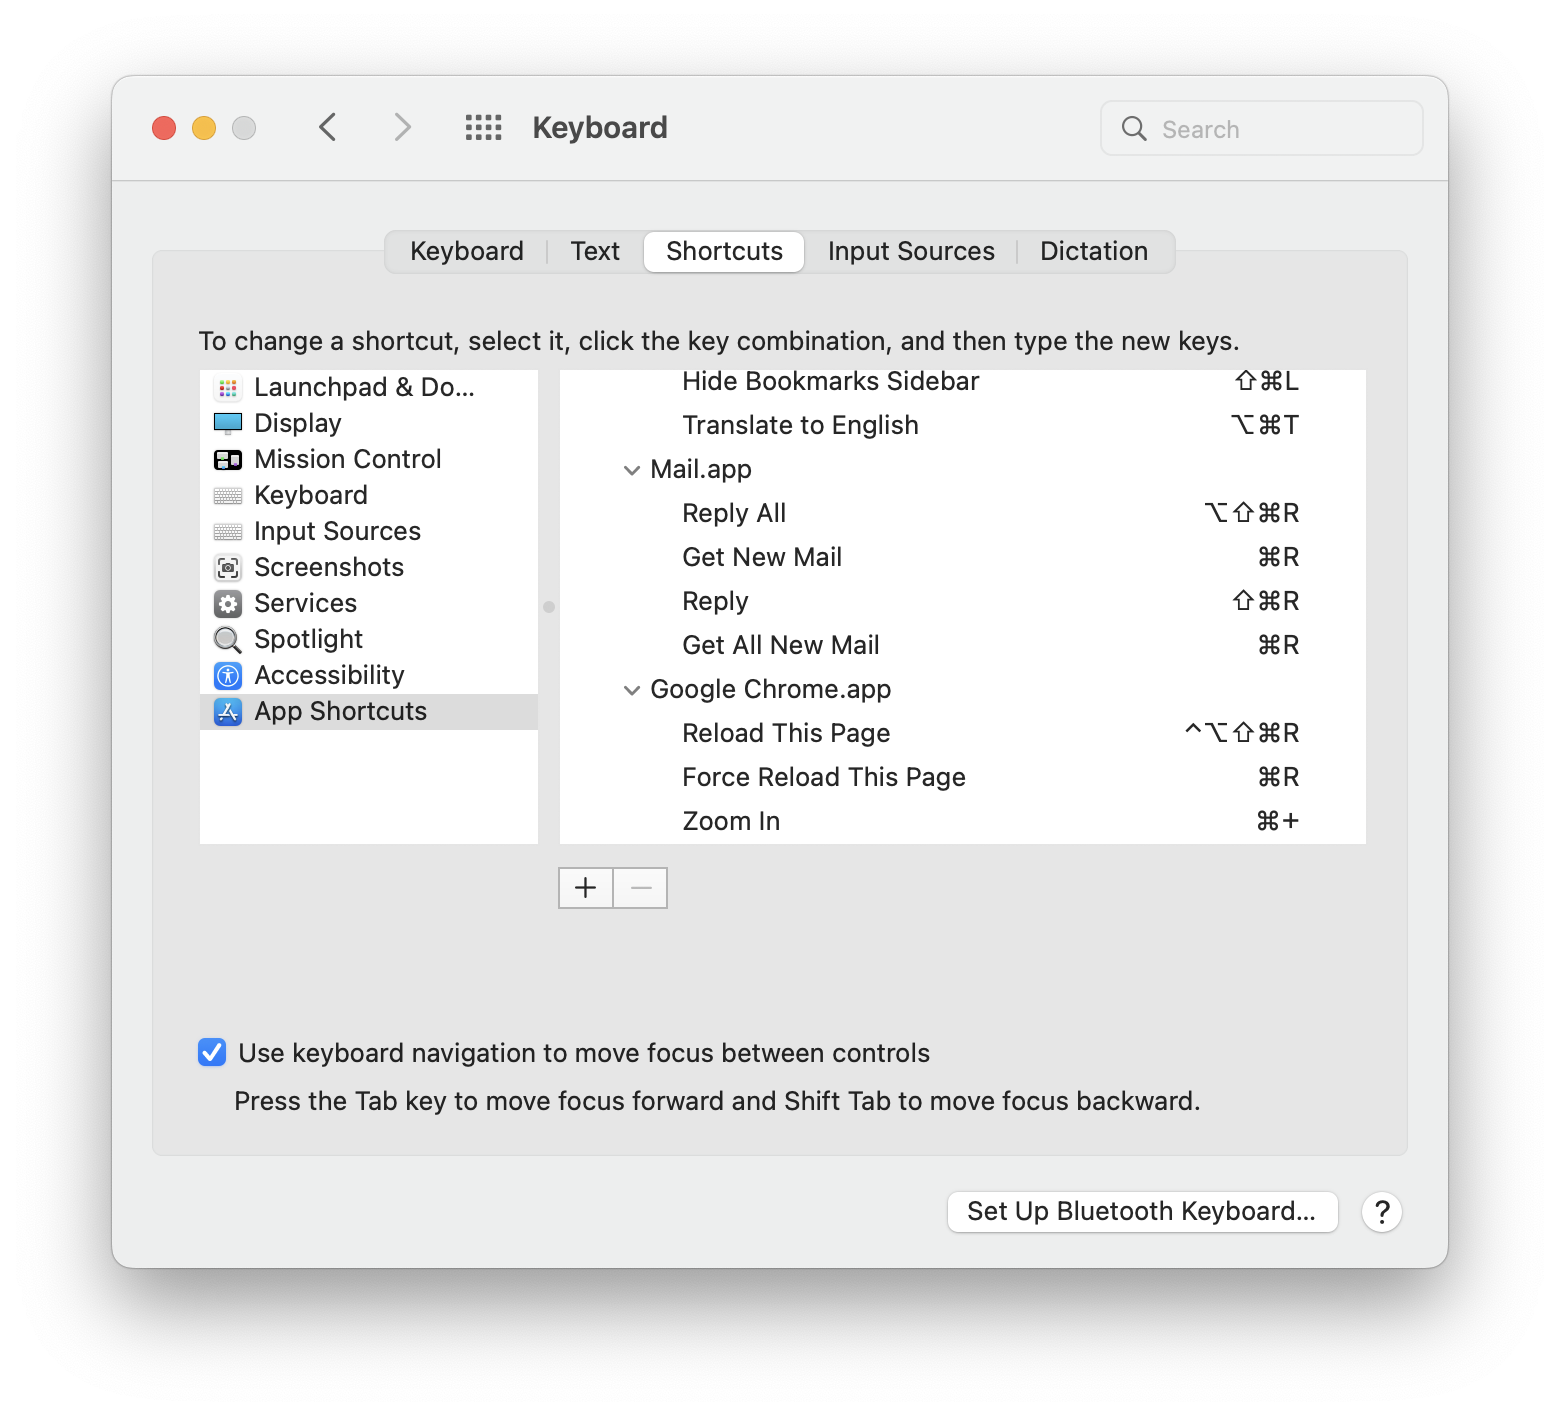 Keyboard
Search
Keyboard
Text
Shortcuts
Input Sources
Dictation
To change a shortcut, select it, click the key combination, and then type the new keys.
Launchpad & Do...
Display
Mission Control
Keyboard
Input Sources
Screenshots
Services
Spotlight
Accessibility
App Shortcuts
Hide Bookmarks Sidebar ⇧⌘L
Translate to English ⌥⌘T
Mail.app
Reply All ⌥⇧⌘R
Get New Mail ⌘R
Reply ⇧⌘R
Get All New Mail ⌘R
Google Chrome.app
Reload This Page ^⌥⇧⌘R
Force Reload This Page ⌘R
Zoom In ⌘+
Use keyboard navigation to move focus between controls
Press the Tab key to move focus forward and Shift Tab to move focus backward.
Set Up Bluetooth Keyboard...
?